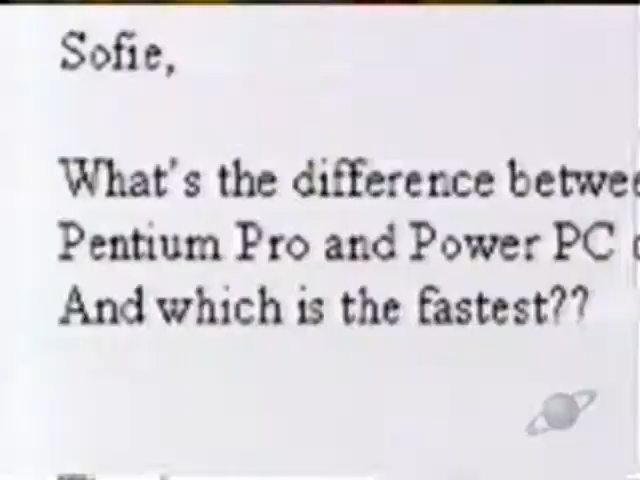 Sofie,
What's the difference
Pentium Pro and Power PC
And which is the fastest??